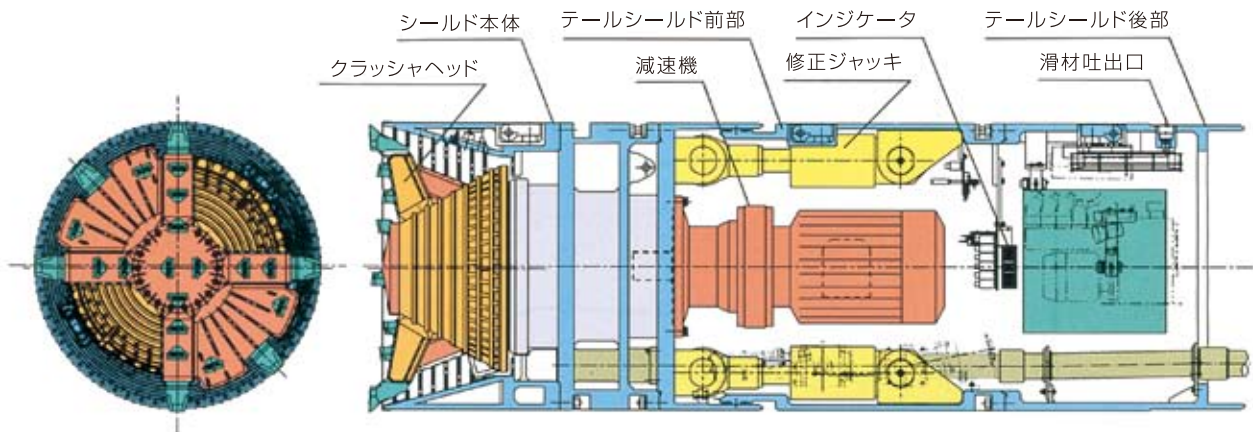 シールド本体
テールシールド前部
インジケータ
テールシールド後部
クラッシャヘッド
減速機
修正ジャッキ
滑材吐出口